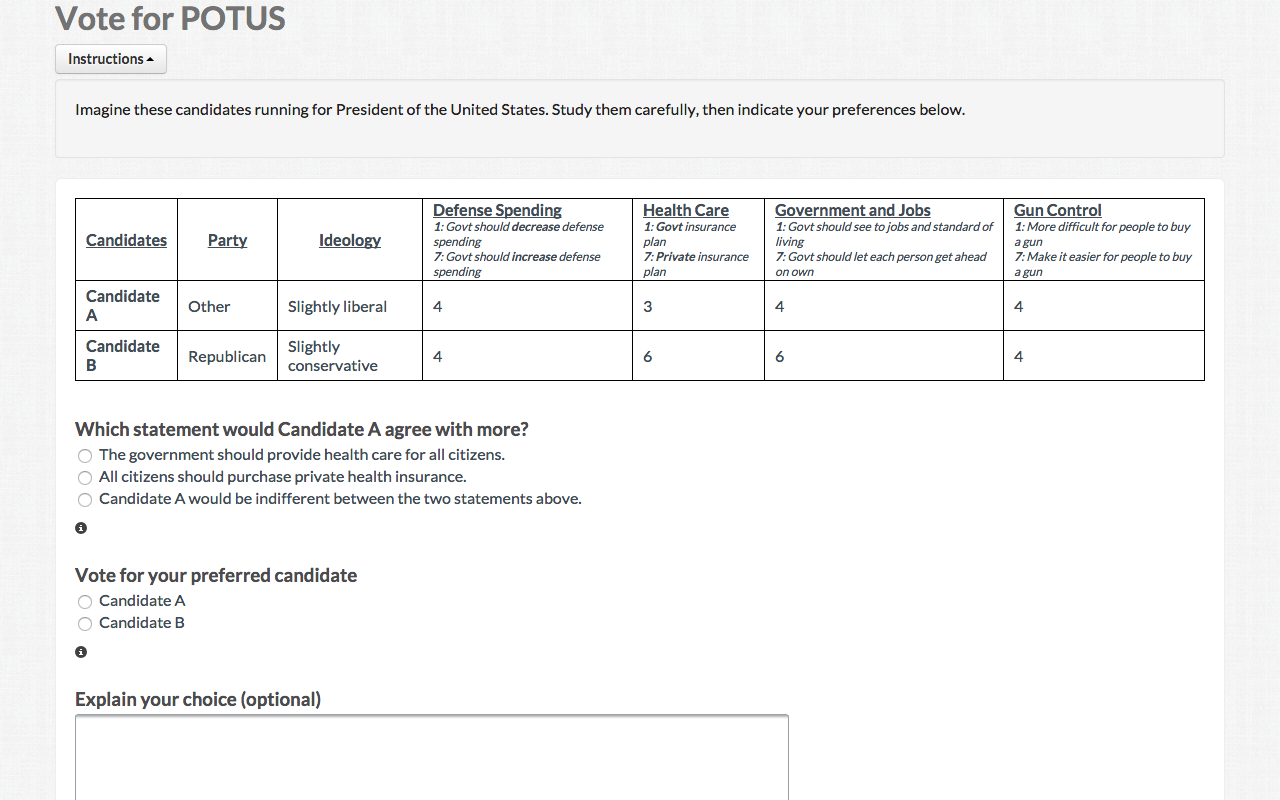 Vote for POTUS
Instructions
Imagine these candidates running for President of the United States. Study them carefully, then indicate your preferences below.
Candidates
Party
Ideology
Defense Spending
1: Govt should decrease defense
spending
7: Govt should increase defense
spending
Health Care
1: Govt insurance
plan
7: Private insurance
plan
Government and Jobs
1: Govt should see to jobs and standard of
living
7: Govt should let each person get ahead
on own
Gun Control
1: More difficult for people to buy
a gun
7: Make it easier for people to buy
a gun
Candidate
A
Other
Slightly liberal
4
3
4
4
Candidate
B
Republican
Slightly
conservative
4
6
6
4
Which statement would Candidate A agree with more?
The government should provide health care for all citizens.
All citizens should purchase private health insurance.
Candidate A would be indifferent between the two statements above.
Vote for your preferred candidate
Candidate A
Candidate B
Explain your choice (optional)